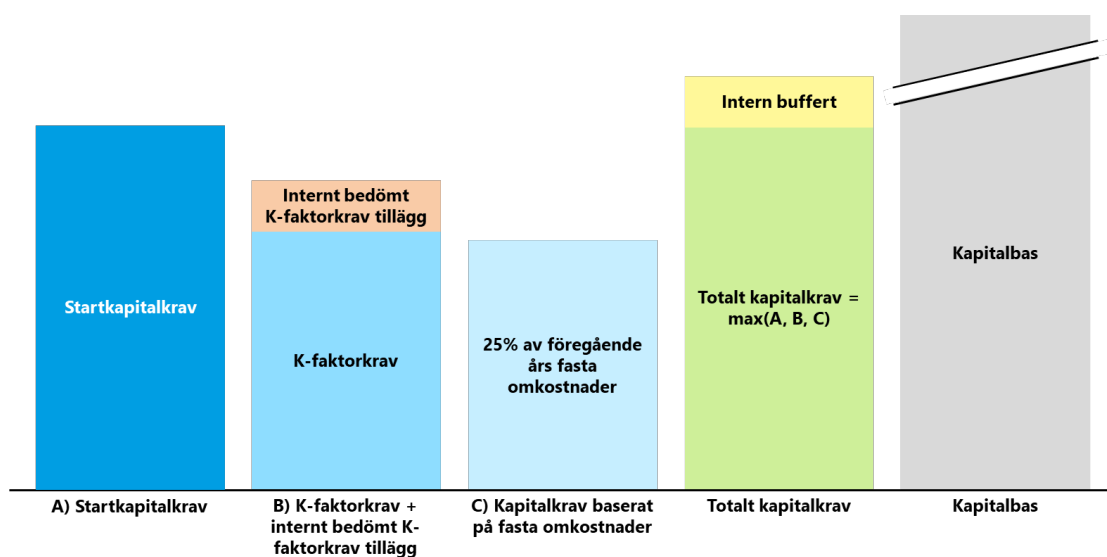 Intern buffert
Internt bedömt
K-faktorkrav tillägg
Startkapitalkrav
K-faktorkrav
25% av föregående
års fasta
omkostnader
Totalt kapitalkrav =
max(A, B, C)
Kapitalbas
A) Startkapitalkrav
B) K-faktorkrav +
internt bedömt K-
faktorkrav tillägg
C) Kapitalkrav baserat
på fasta omkostnader
Totalt kapitalkrav
Kapitalbas